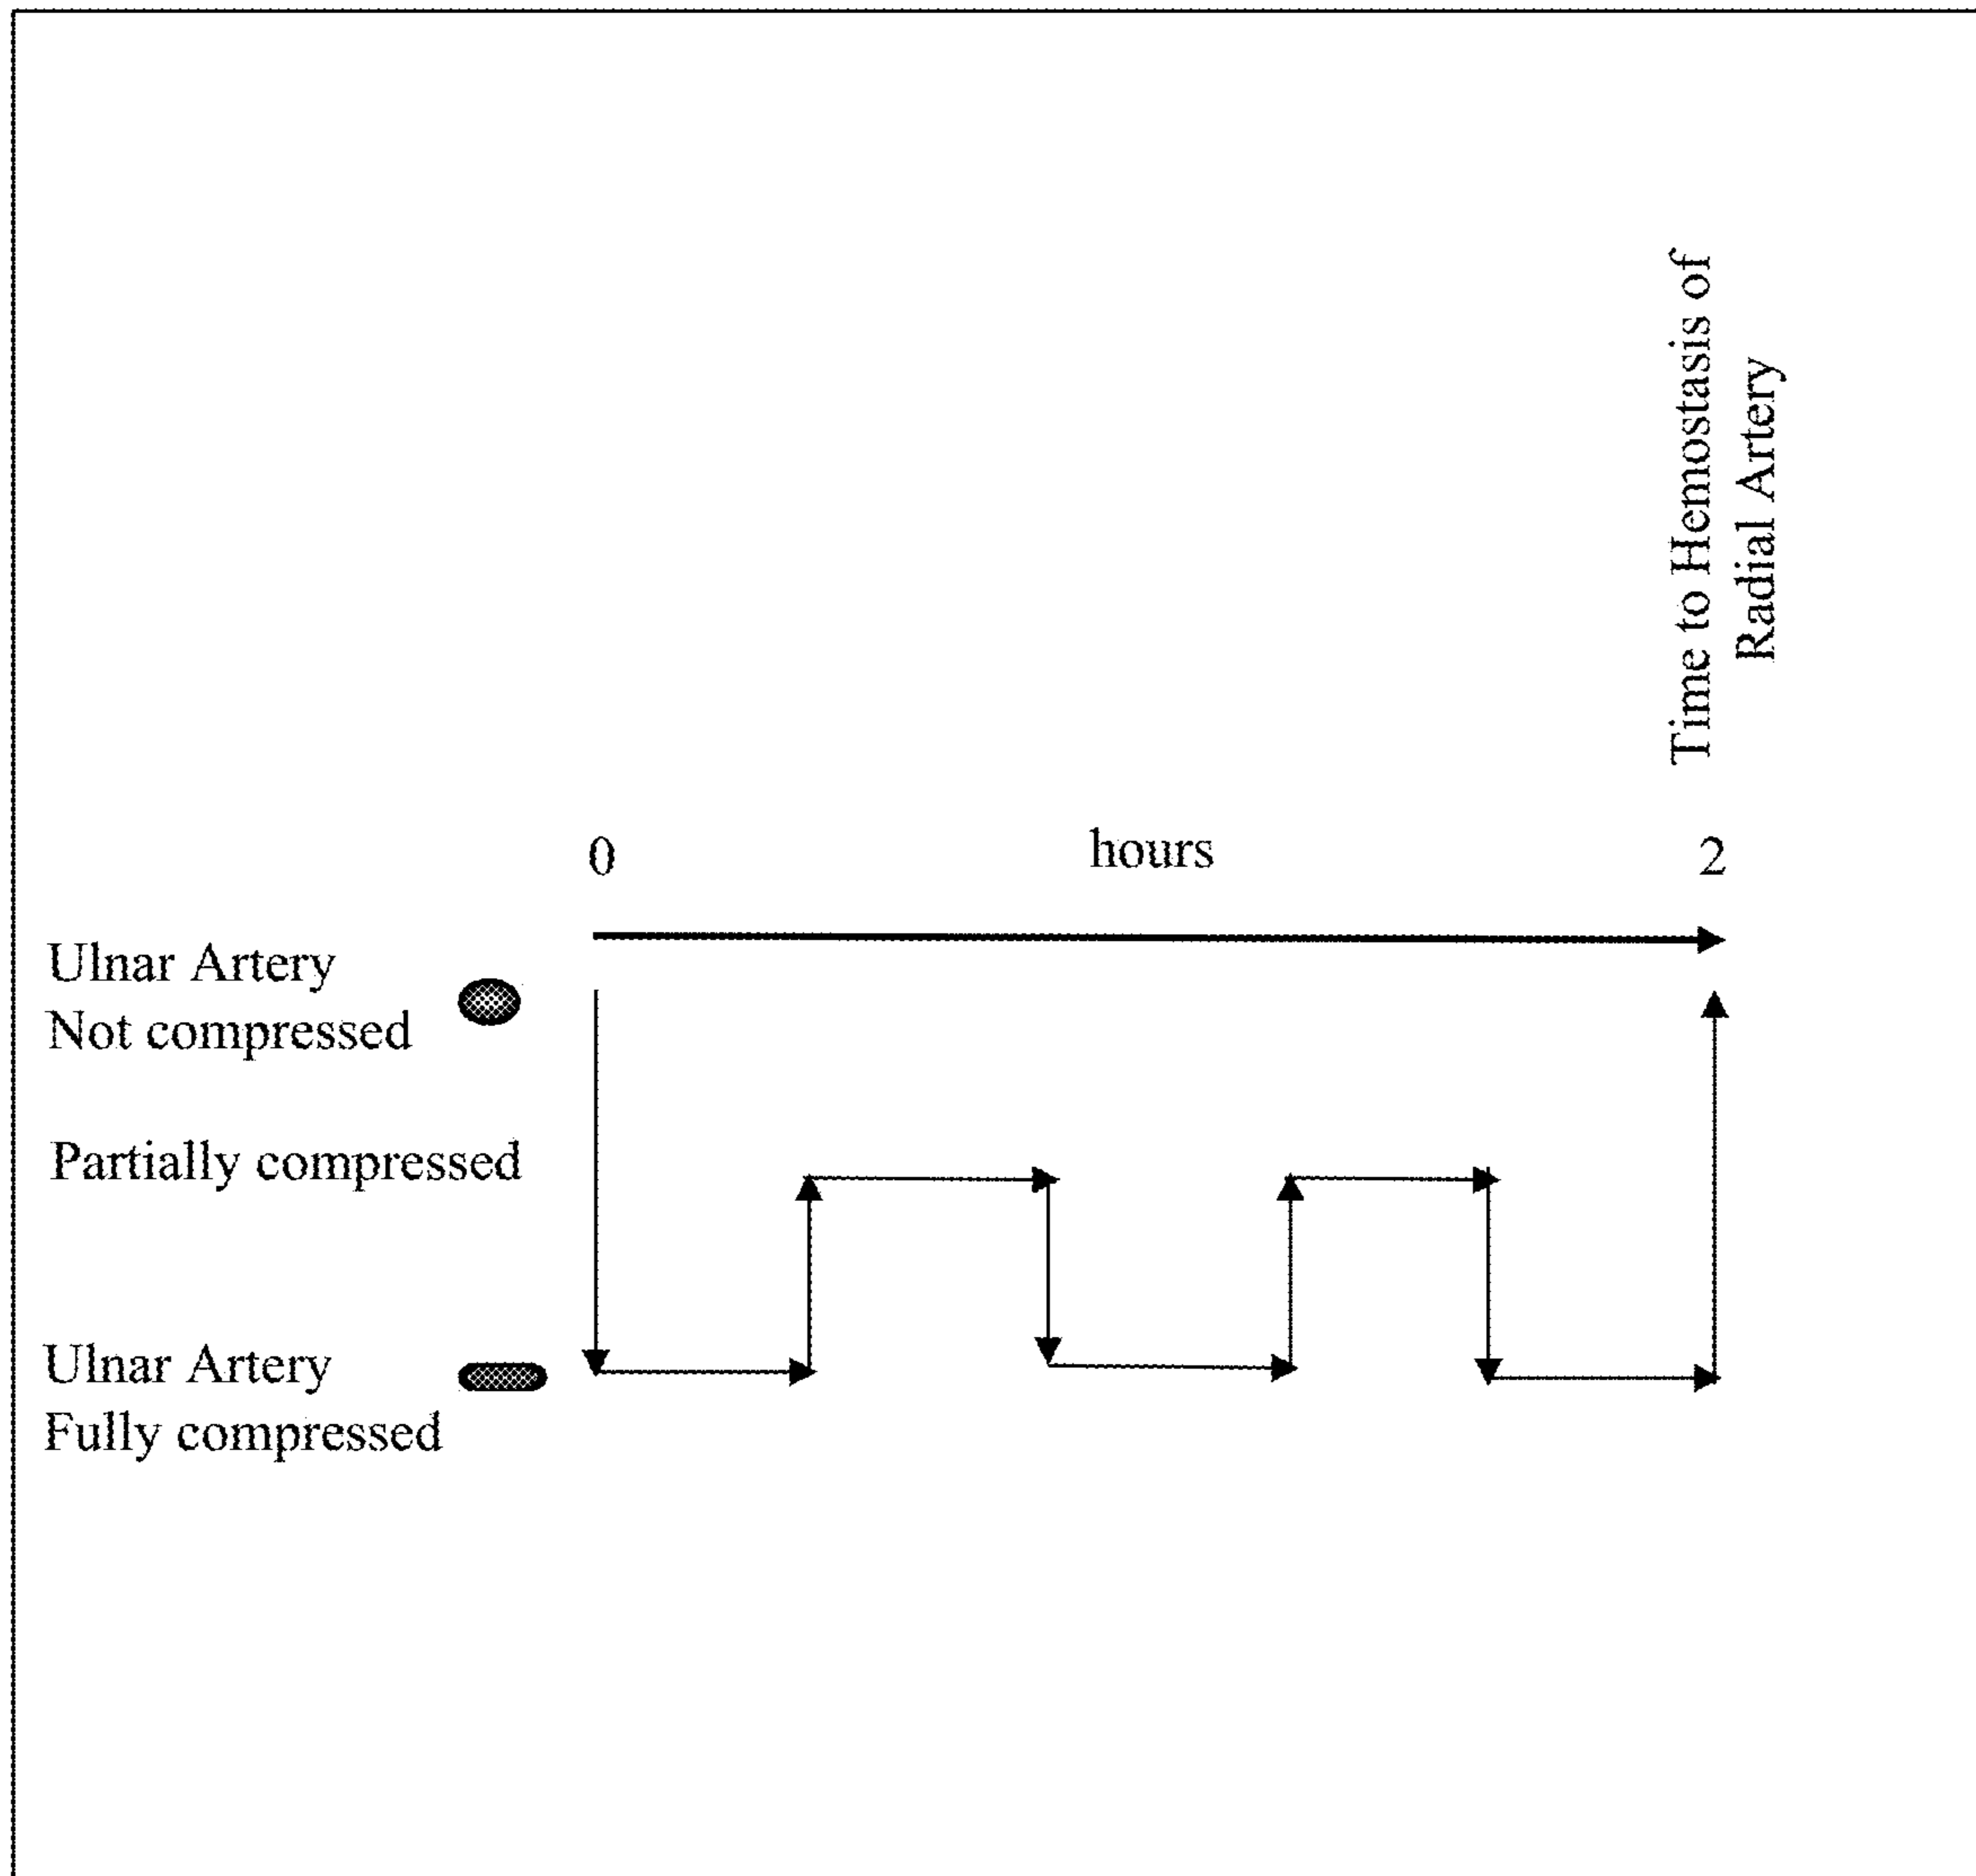 Time to Hemostasis of
Radial Artery
0
hours
2
Ulnar Artery
Not compressed
Partially compressed
Ulnar Artery
Fully compressed